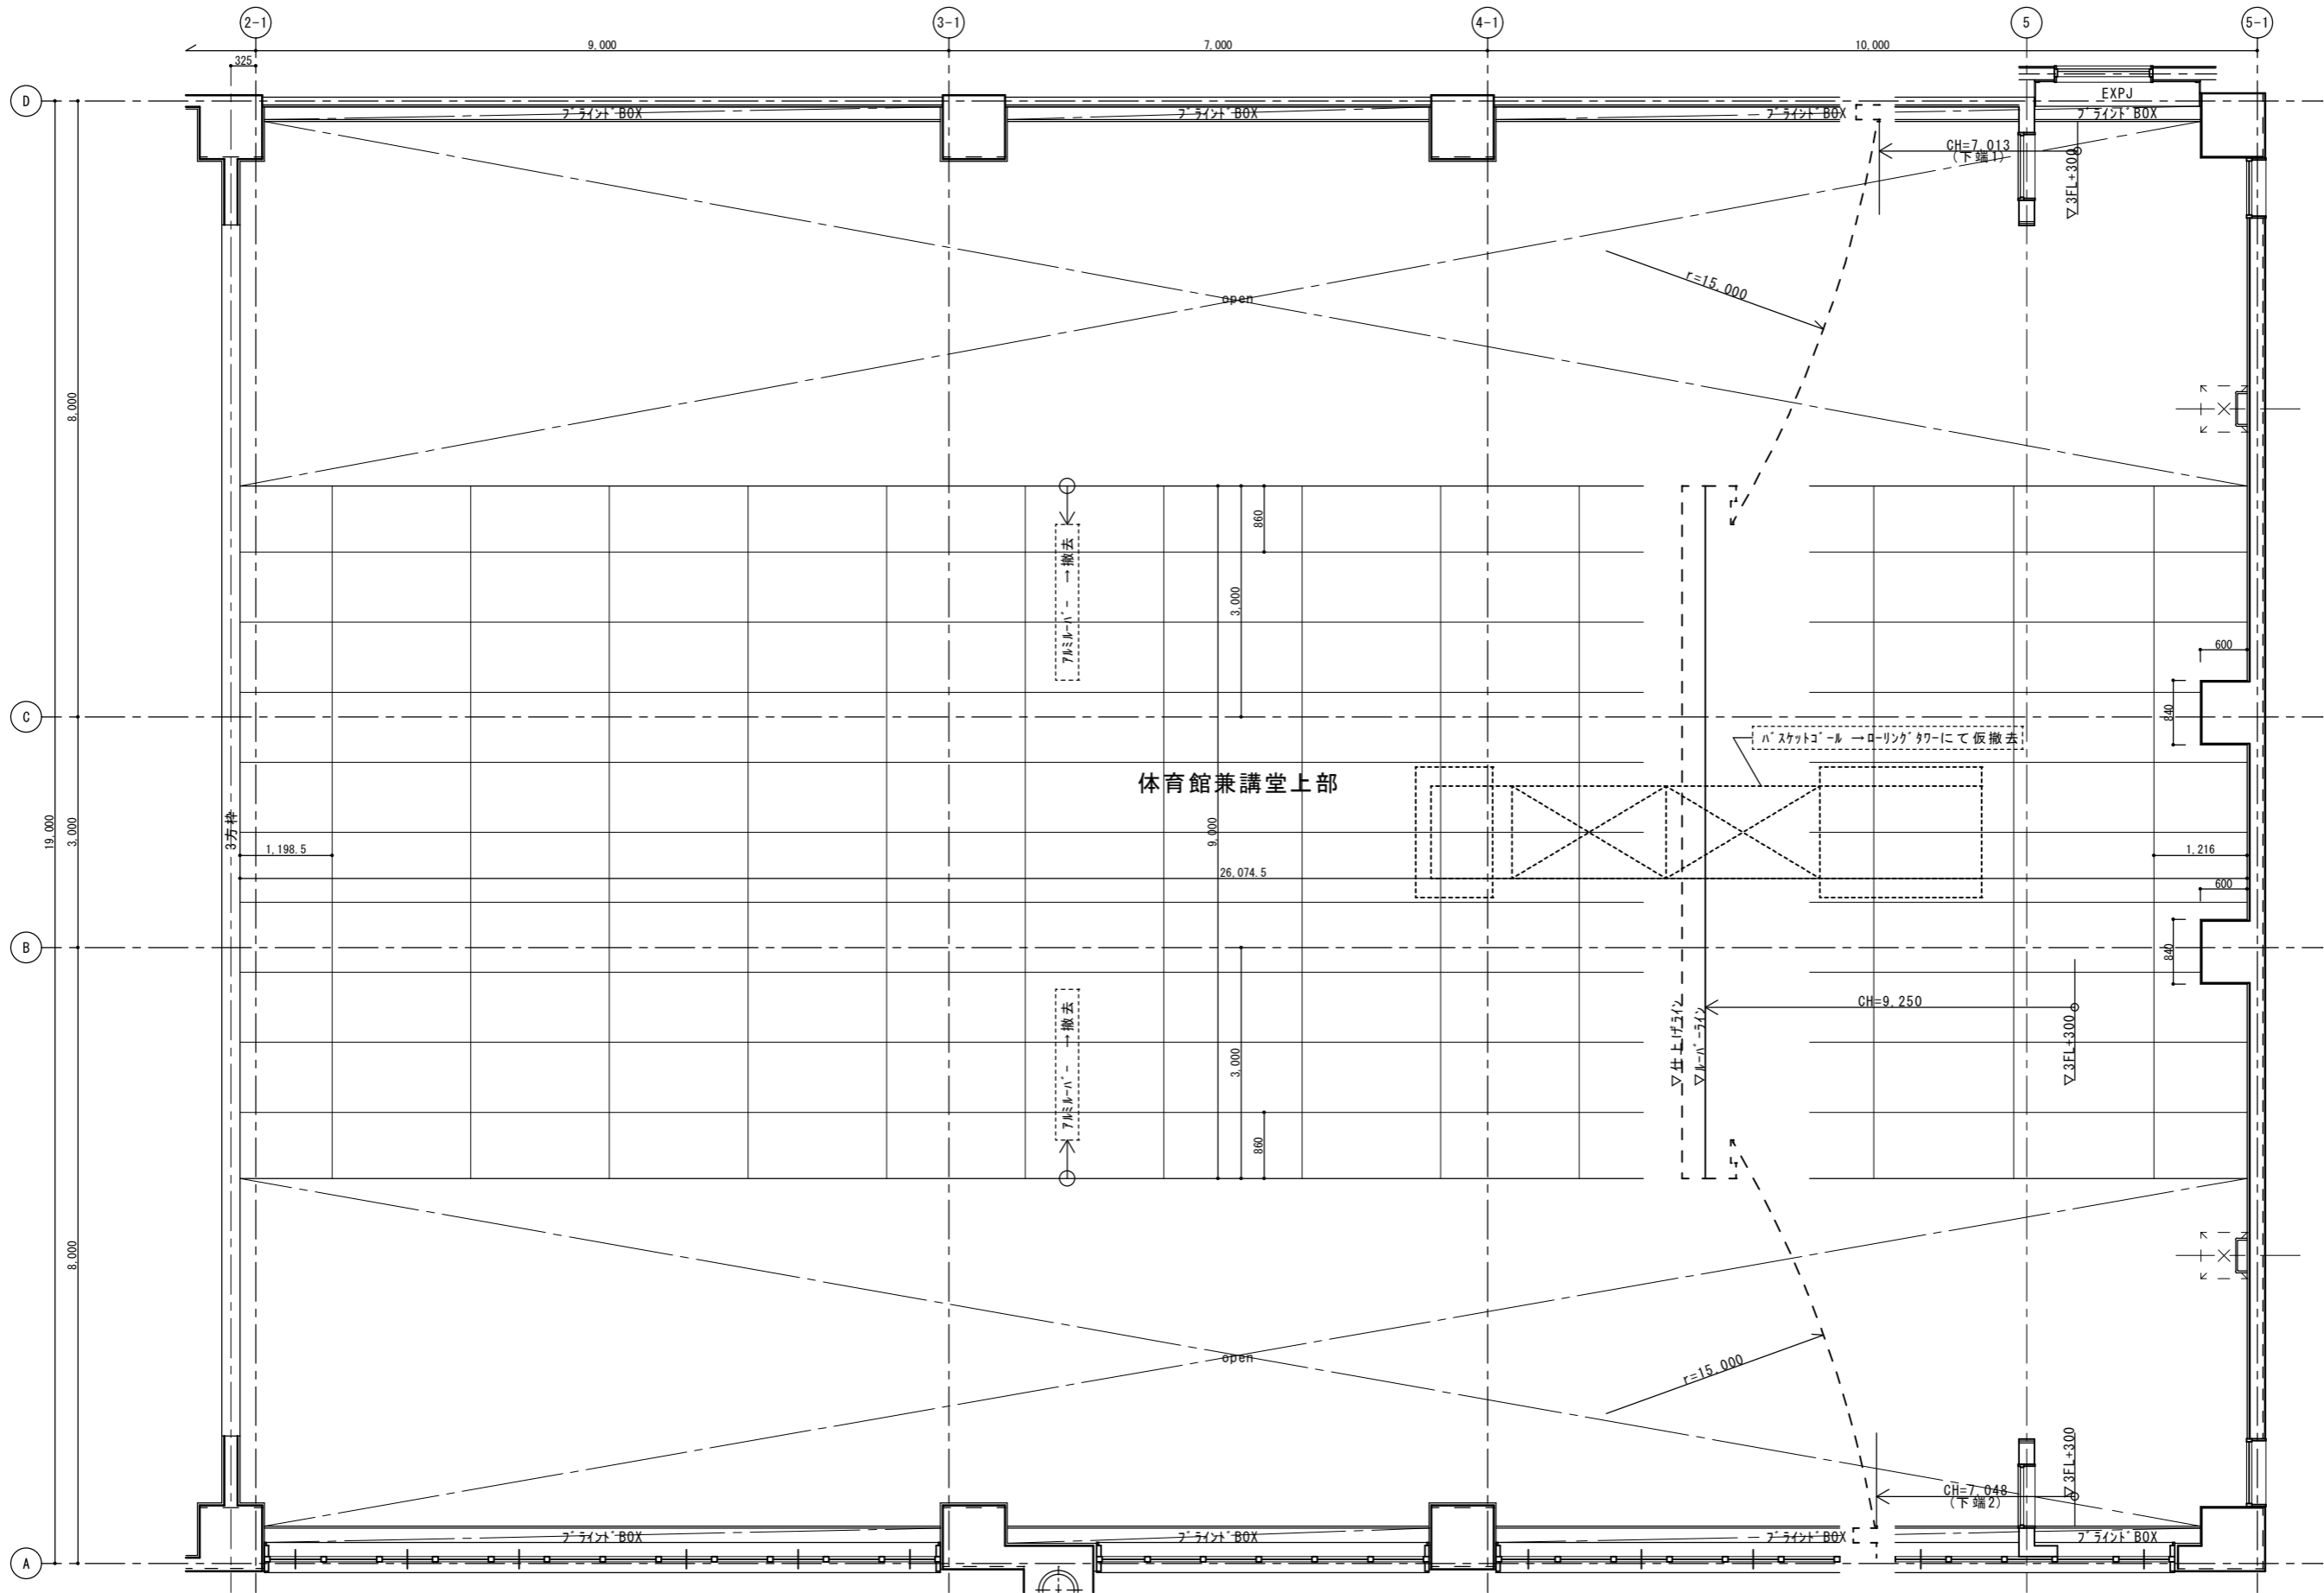 2-1
3-1
4-1
5
5-1
9,000
7,000
10,000
325
D
EXPJ
ブラインドBOX
ブラインドBOX
ブラインドBOX
ブラインドBOX
CH=7,013
(下端1)
▽3FL+300
r=15,000
open
8,000
860
アルミルーバー →撤去
3,000
600
840
C
バスケットゴール →ローリングタワーにて仮撤去
体育館兼講堂上部
19,000
3,000
3方枠
9,000
1,198.5
1,216
26,074.5
600
B
840
CH=9,250
▽仕上げライン
▽ルーバーライン
▽3FL+300
アルミルーバー →撤去
3,000
860
8,000
open
r=15,000
▽3FL+300
CH=7,048
(下端2)
ブラインドBOX
ブラインドBOX
ブラインドBOX
ブラインドBOX
A